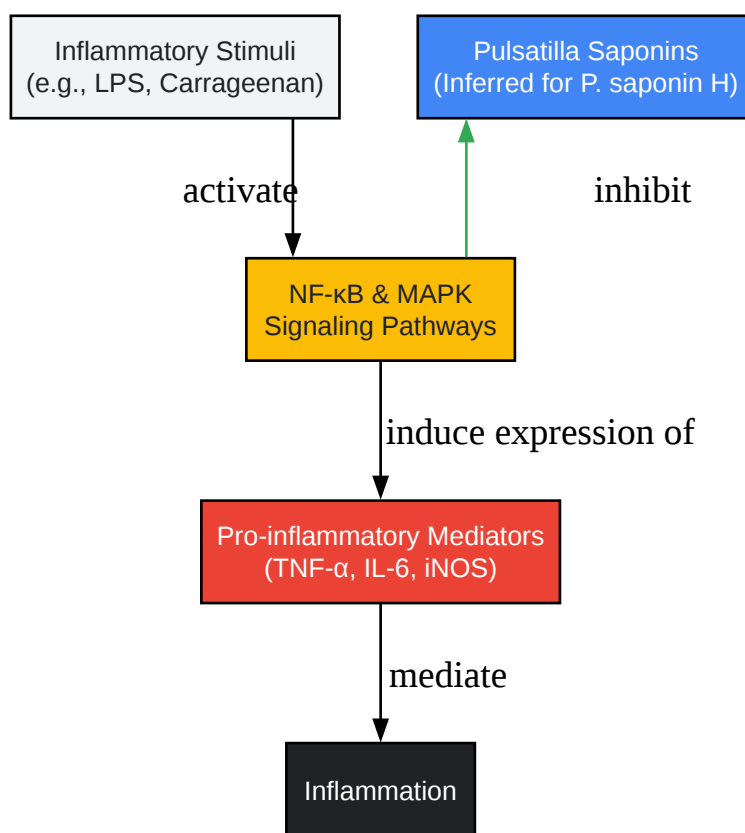 Inflammatory Stimuli
(e.g., LPS, Carrageenan)
Pulsatilla Saponins
(Inferred for P. saponin H)
activate
inhibit
NF-κB & MAPK
Signaling Pathways
induce expression of
Pro-inflammatory Mediators
(TNF-α, IL-6, iNOS)
mediate
Inflammation